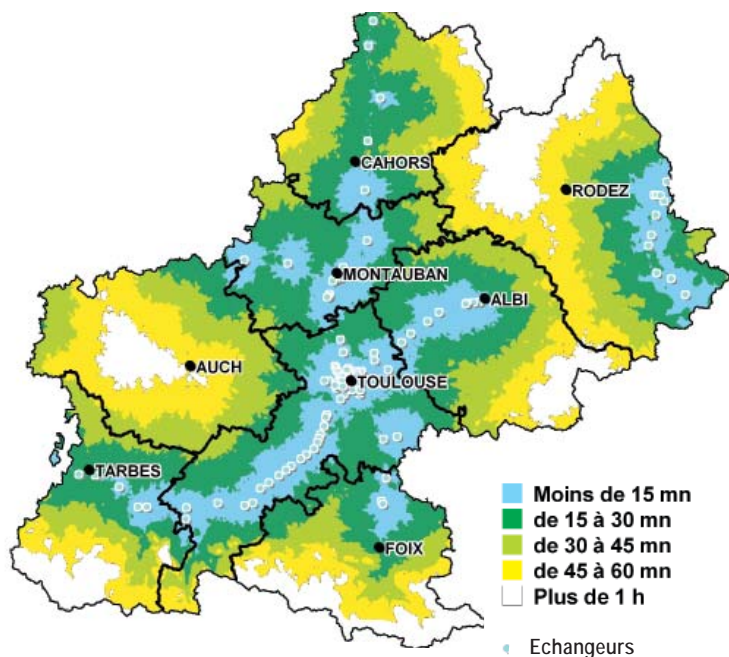 CAHORS
RODEZ
MONTAUBAN
ALBI
AUCH
TOULOUSE
TARBES
FOIX
Moins de 15 mn
de 15 à 30 mn
de 30 à 45 mn
de 45 à 60 mn
Plus de 1 h
Echangeurs